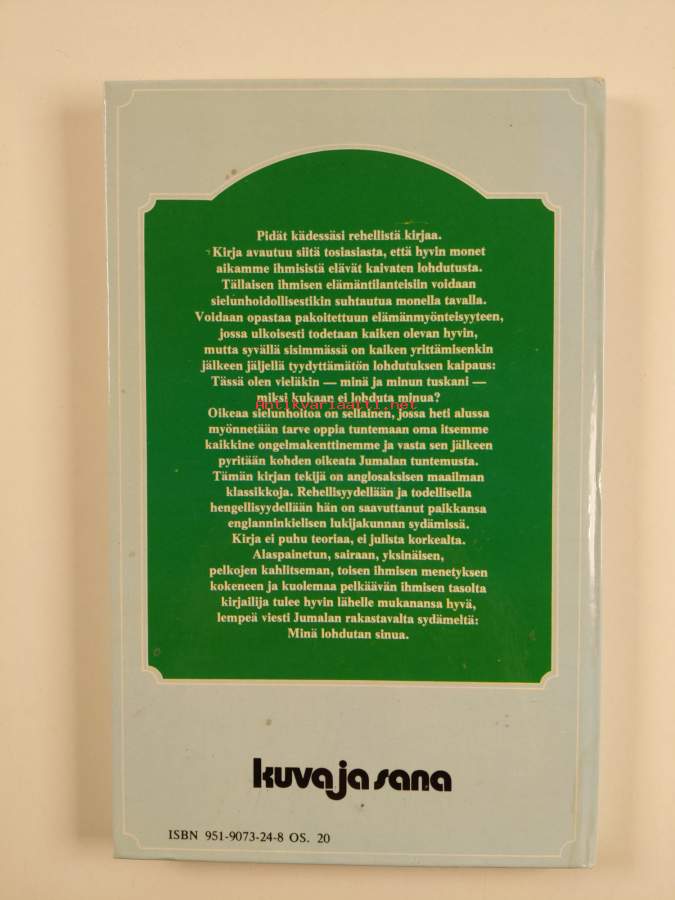 Pidät kädessäsi rehellistä kirjaa.
Kirja avautuu siltä tosiasiasta, että hyvin monet
aikamme ihmisistä elävät kaivaten lohdutusta.
Tällaisen ihmisen elämäntilanteisiin voidaan
sielunhoidollisestikin suhtautua monella tavalla.
Voidaan opastaa pakoitettuun elämänmyönteisyyteen,
jossa ulkoisesti todetaan kaiken olevan hyvin,
mutta syvällä sisimmässä on kaiken yrittämisenkin
jälkeen jäljellä tyydyttämätön lohdutuksen kaipaus:
Tässä olen vieläkin — minä ja minun tuskani —
miksi kukaan ei lohduta minua?
Antikvariaatti.net
Oikeaa sielunhoitoa on sellainen, jossa heti alussa
myönnetään tarve oppia tuntemaan oma itsemme
kaikkine ongelmakenttinemme ja vasta sen jälkeen
pyritään kohden oikeata Jumalan tuntemusta.
Tämän kirjan tekijä on anglosaksisen maailman
klassikkoja. Rehellisyydellään ja todellisella
hengellisyydellään hän on saavuttanut paikkansa
englanninkielisen lukijakunnan sydämissä.
Kirja ei puhu teoriaa, ei julista korkealta.
Alaspainetun, sairaan, yksinäisen,
pelkojen kahlitseman, toisen ihmisen menetyksen
kokeneen ja kuolemaa pelkäävän ihmisen tasolta
kirjailija tulee hyvin lähelle mukanansa hyvä,
lempeä viesti Jumalan rakastavalta sydämeltä:
Minä lohdutan sinua.
kuva ja sana
ISBN 951-9073-24-8 OS. 20